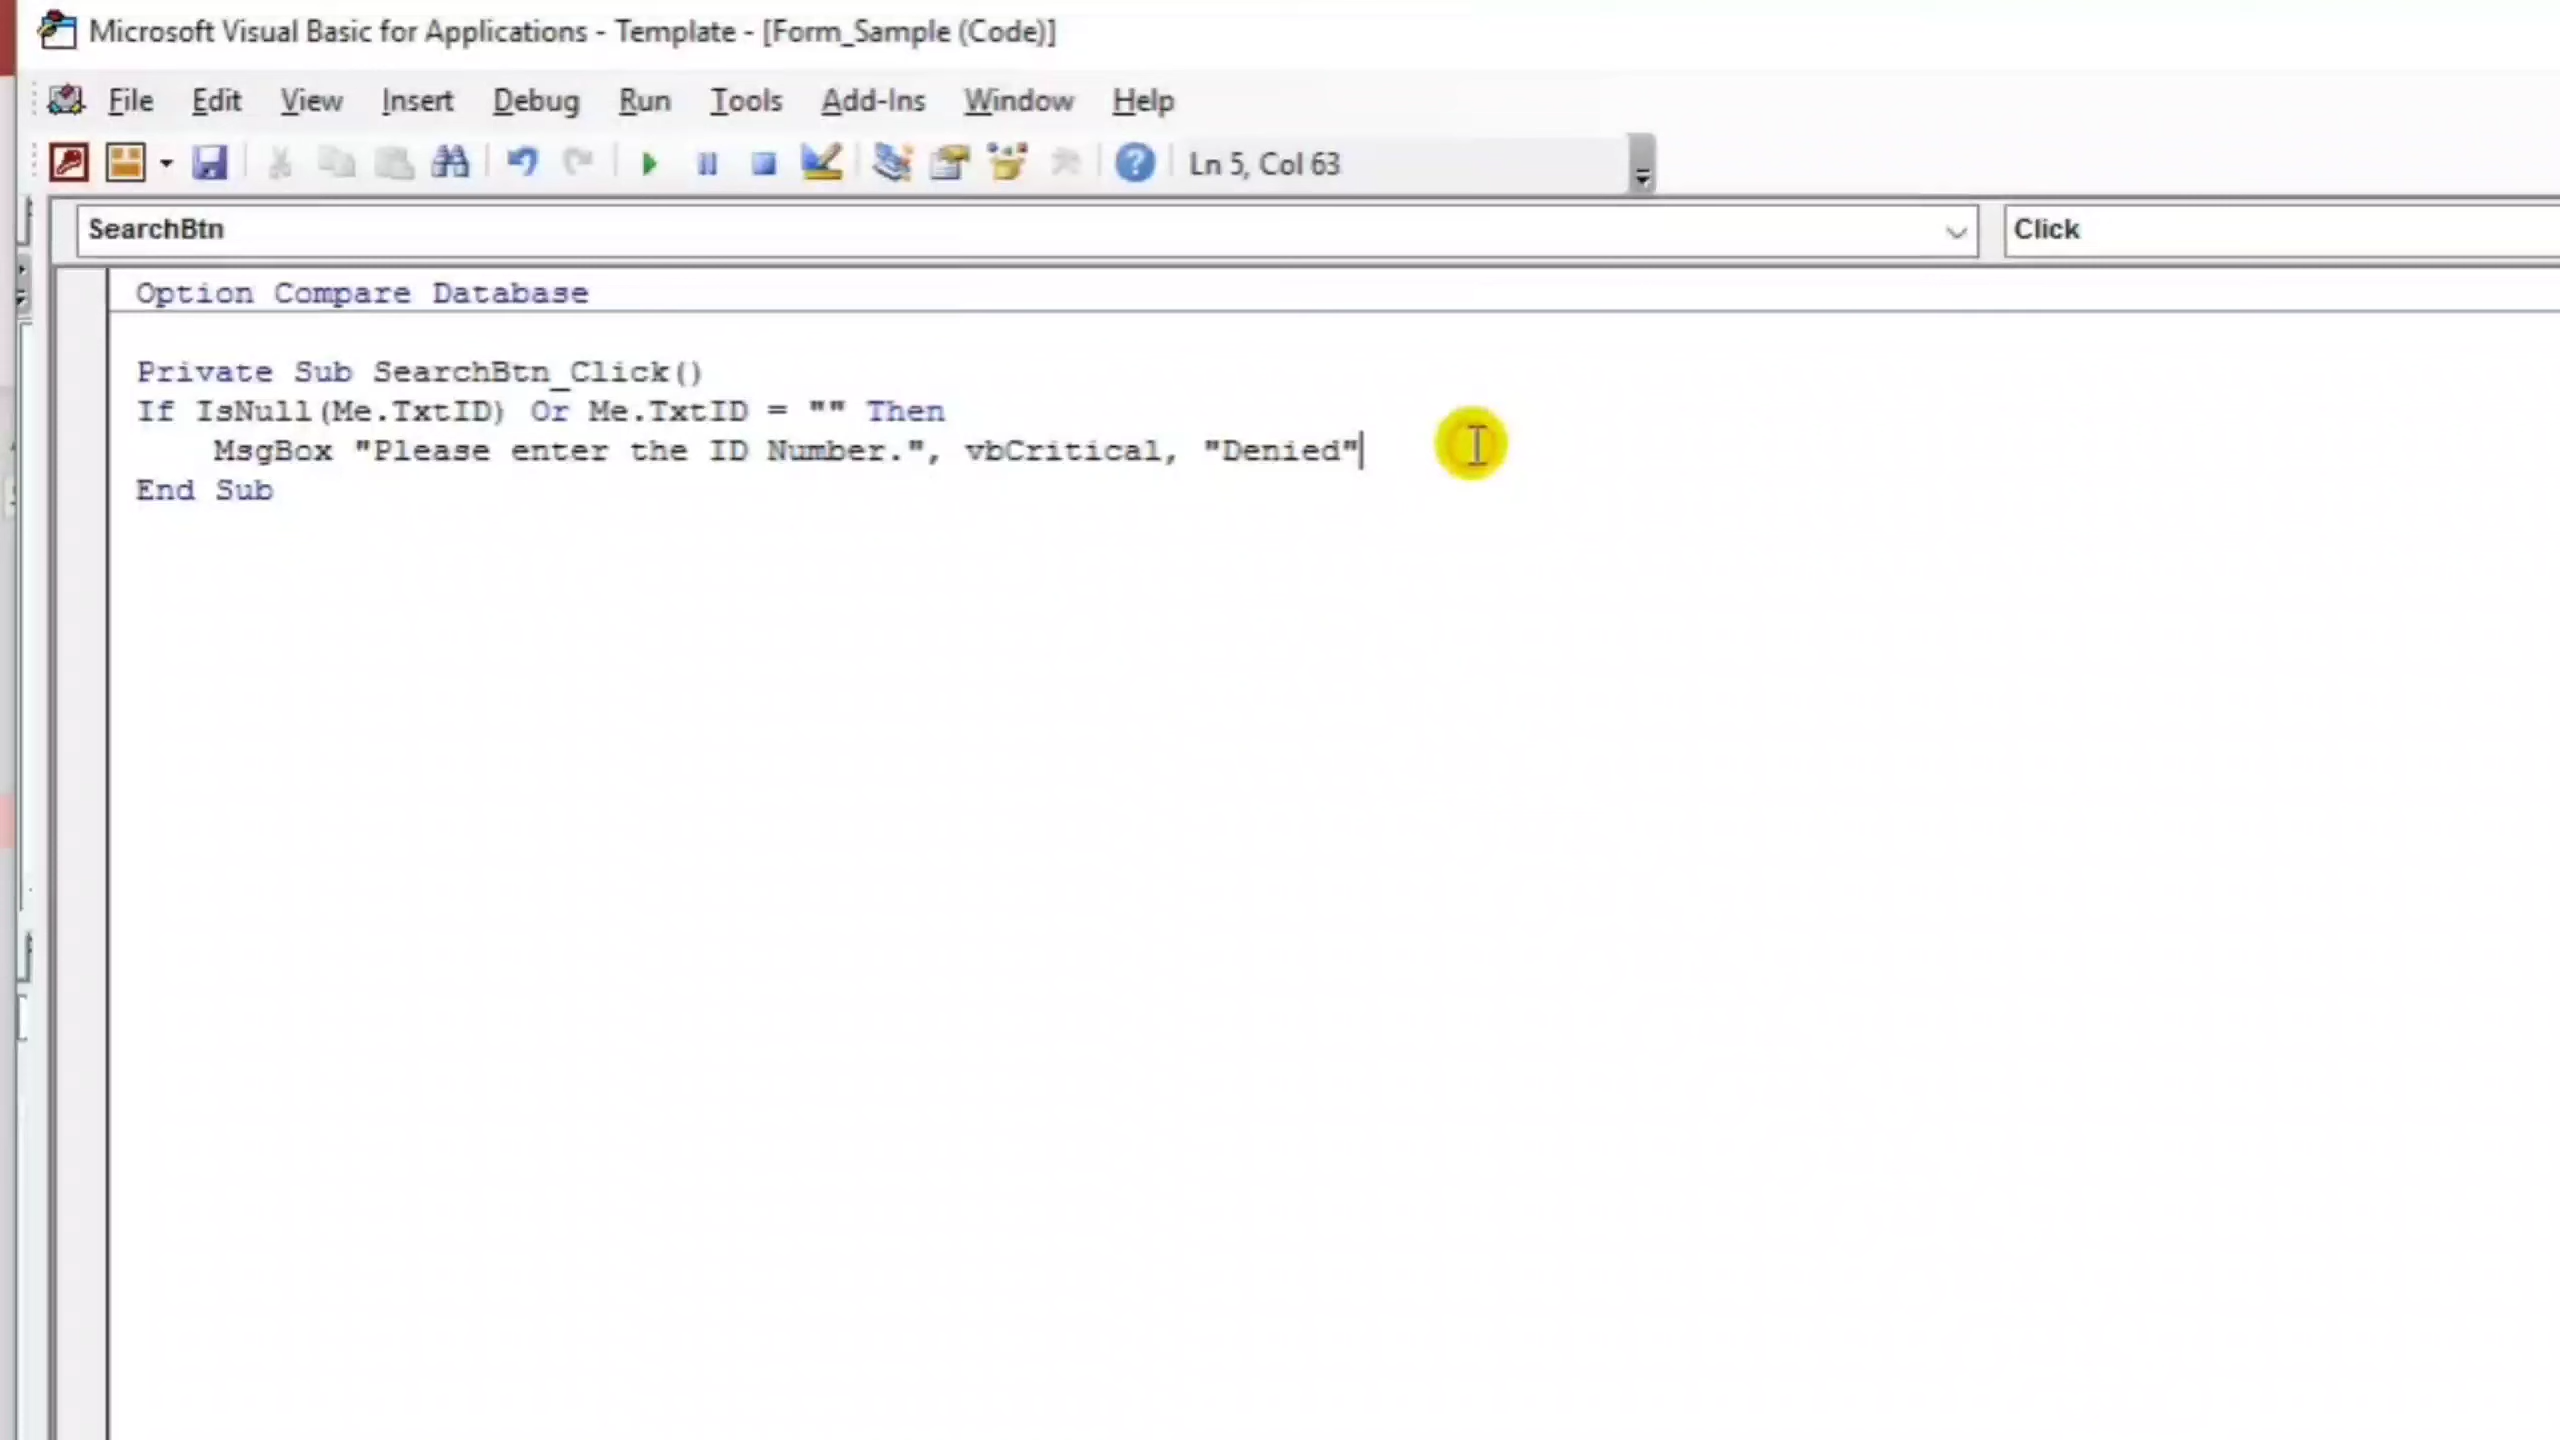 Microsoft Visual Basic for Applications - Template - [Form_Sample (Code)]
File Edit View Insert Debug Run Tools Add-Ins Window Help
Ln 5, Col 63
SearchBtn
Click
Option Compare Database
Private Sub SearchBtn_Click()
If IsNull(Me.TxtID) Or Me.TxtID = "" Then
    MsgBox "Please enter the ID Number.", vbCritical, "Denied"
End Sub